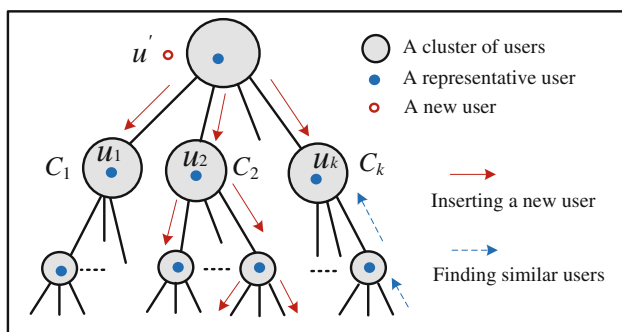 u'
A cluster of users
A representative user
A new user
C1 u1 u2 C2 uk Ck
Inserting a new user
Finding similar users